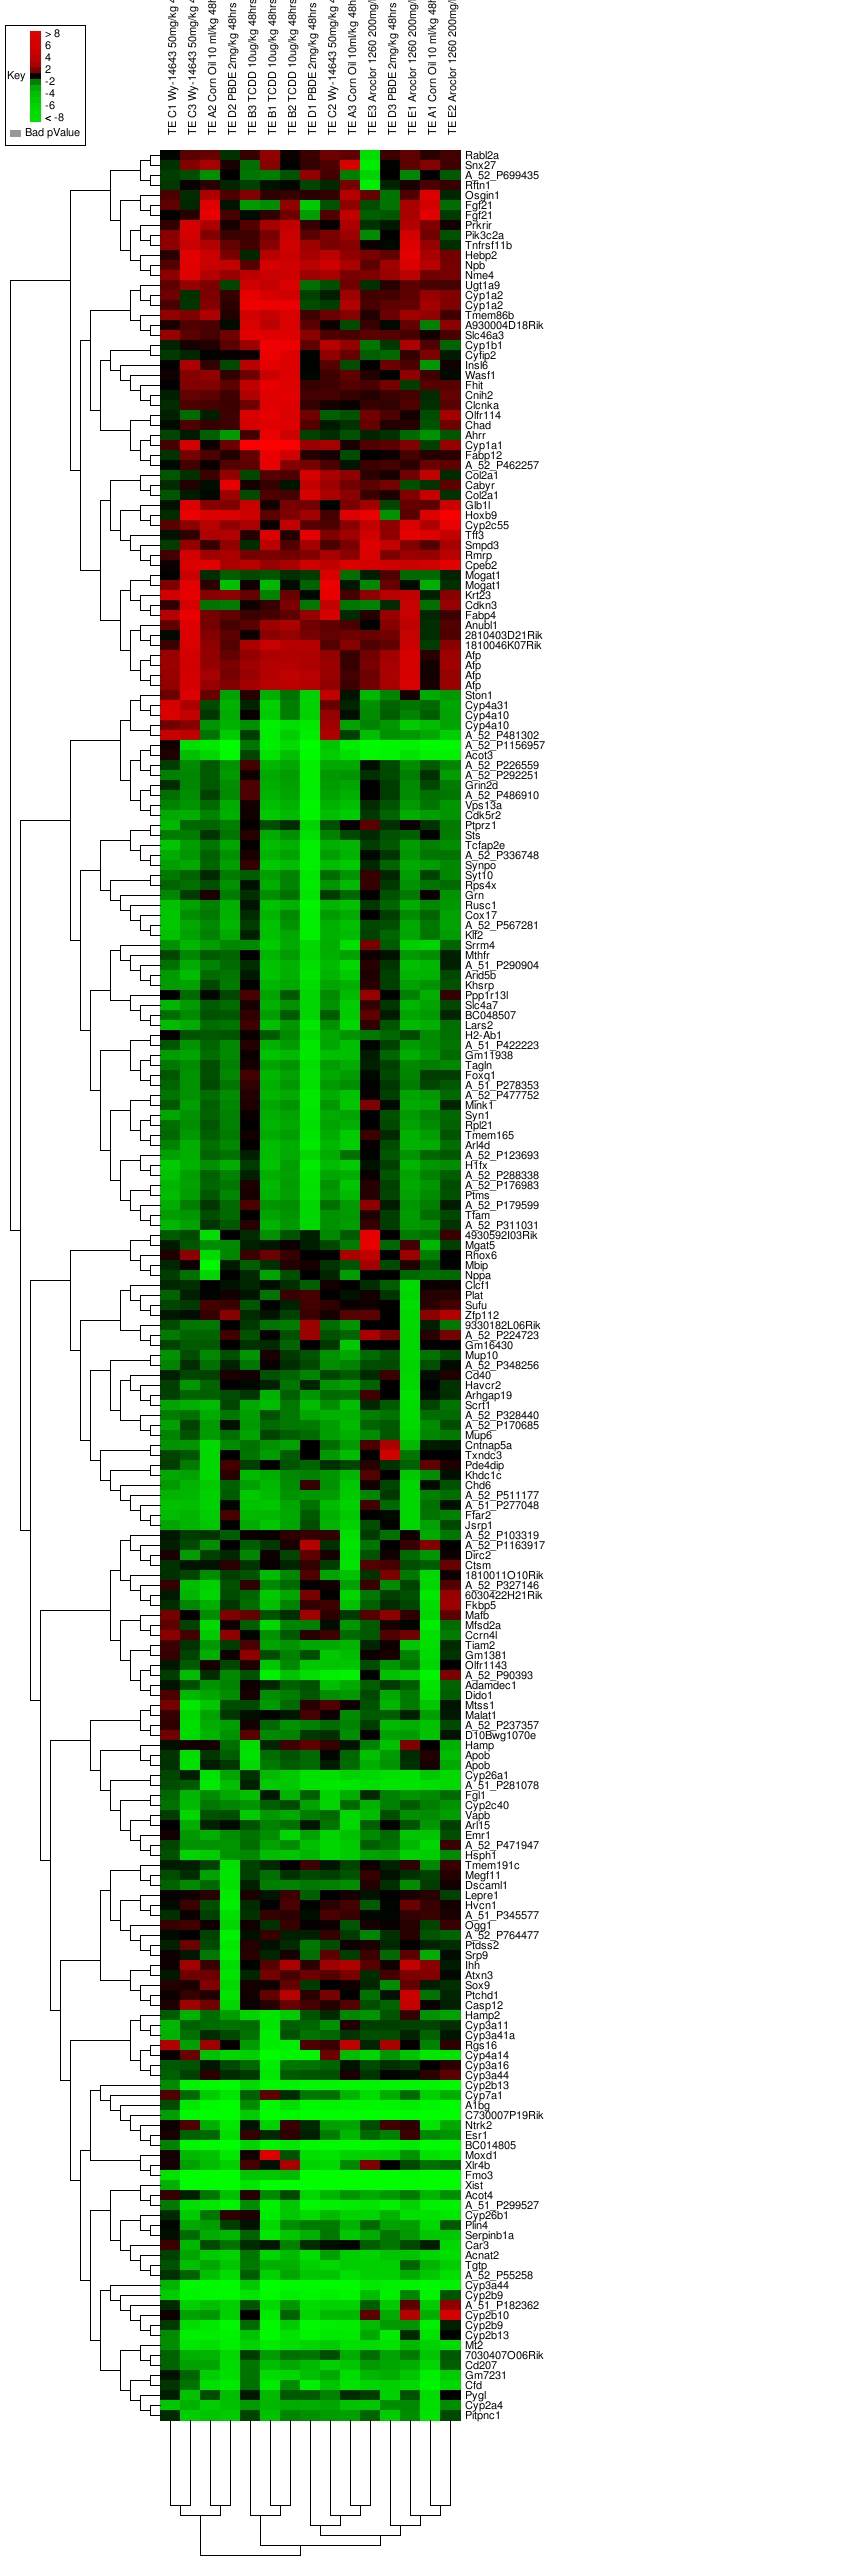 > 8
6
4
2
-2
-4
-6
< -8
Key
Bad pValue
TE C1 Wy-14643 50mg/kg 4
TE C3 Wy-14643 50mg/kg 4
TE A2 Corn Oil 10 ml/kg 48h
TE D2 PBDE 2mg/kg 48hrs
TE B3 TCDD 10ug/kg 48hrs
TE B1 TCDD 10ug/kg 48hrs
TE B2 TCDD 10ug/kg 48hrs
TE D1 PBDE 2mg/kg 48hrs
TE C2 Wy-14643 50mg/kg 4
TE A3 Corn Oil 10ml/kg 48h
TE E3 Aroclor 1260 200mg/
TE D3 PBDE 2mg/kg 48hrs
TE E1 Aroclor 1260 200mg/
TE A1 Corn Oil 10 ml/kg 48h
TE E2 Aroclor 1260 200mg/
Rabl2a
Snx27
A_52_P699435
Rftn1
Osgin1
Fgf21
Fgf21
Prkrir
Pik3c2a
Tnfrsf11b
Hebp2
Npb
Nme4
Ugt1a9
Cyp1a2
Cyp1a2
Tmem86b
A930004D18Rik
Slc46a3
Cyp1b1
Cyfip2
Insl6
Wasf1
Fhit
Cnih2
Clcnka
Olfr114
Chad
Ahrr
Cyp1a1
Fabp12
A_52_P462257
Col2a1
Cabyr
Col2a1
Glb1l
Hoxb9
Cyp2c55
Tff3
Smpd3
Rmrp
Cpeb2
Mogat1
Mogat1
Krt23
Cdkn3
Fabp4
Anubl1
2810403D21Rik
1810046K07Rik
Afp
Afp
Afp
Afp
Ston1
Cyp4a31
Cyp4a10
Cyp4a10
A_52_P481302
A_52_P1156957
Acot3
A_52_P226559
A_52_P292251
Grin2d
A_52_P486910
Vps13a
Cdk5r2
Ptprz1
Sts
Tcfap2e
A_52_P336748
Synpo
Syt10
Rps4x
Grn
Rusc1
Cox17
A_52_P567281
Klf2
Srrm4
Mthfr
A_51_P290904
Arid5b
Khsrp
Ppp1r13l
Slc4a7
BC048507
Lars2
H2-Ab1
A_51_P422223
Gm11938
Tagln
Foxq1
A_51_P278353
A_52_P477752
Mink1
Syn1
Rpl21
Tmem165
Arl4d
A_52_P123693
H1fx
A_52_P288338
A_52_P176983
Ptms
A_52_P179599
Tfam
A_52_P311031
4930592I03Rik
Mgat5
Rhox6
Mbip
Nppa
Clcf1
Plat
Sufu
Zfp112
9330182L06Rik
A_52_P224723
Gm16430
Mup10
A_52_P348256
Cd40
Havcr2
Arhgap19
Scrt1
A_52_P328440
A_52_P170685
Mup6
Cntnap5a
Txndc3
Pde4dip
Khdc1c
Chd6
A_52_P511177
A_51_P277048
Ffar2
Jsrp1
A_52_P103319
A_52_P1163917
Dirc2
Ctsm
1810011O10Rik
A_52_P327146
6030422H21Rik
Fkbp5
Mafb
Mfsd2a
Ccrn4l
Tiam2
Gm1381
Olfr1143
A_52_P90393
Adamdec1
Dido1
Mtss1
Malat1
A_52_P237357
D10Bwg1070e
Hamp
Apob
Apob
Cyp26a1
A_51_P281078
Fgl1
Cyp2c40
Vapb
Arl15
Emr1
A_52_P471947
Hsph1
Tmem191c
Megf11
Dscaml1
Lepre1
Hvcn1
A_51_P345577
Ogg1
A_52_P764477
Ptdss2
Srp9
Ihh
Atxn3
Sox9
Ptchd1
Casp12
Hamp2
Cyp3a11
Cyp3a41a
Rgs16
Cyp4a14
Cyp3a16
Cyp3a44
Cyp2b13
Cyp7a1
A1bg
C730007P19Rik
Ntrk2
Esr1
BC014805
Moxd1
Xlr4b
Fmo3
Xist
Acot4
A_51_P299527
Cyp26b1
Plin4
Serpinb1a
Car3
Acnat2
Tgtp
A_52_P55258
Cyp3a44
Cyp2b9
A_51_P182362
Cyp2b10
Cyp2b9
Cyp2b13
Mt2
7030407O06Rik
Cd207
Gm7231
Cfd
Pygl
Cyp2a4
Pitpnc1